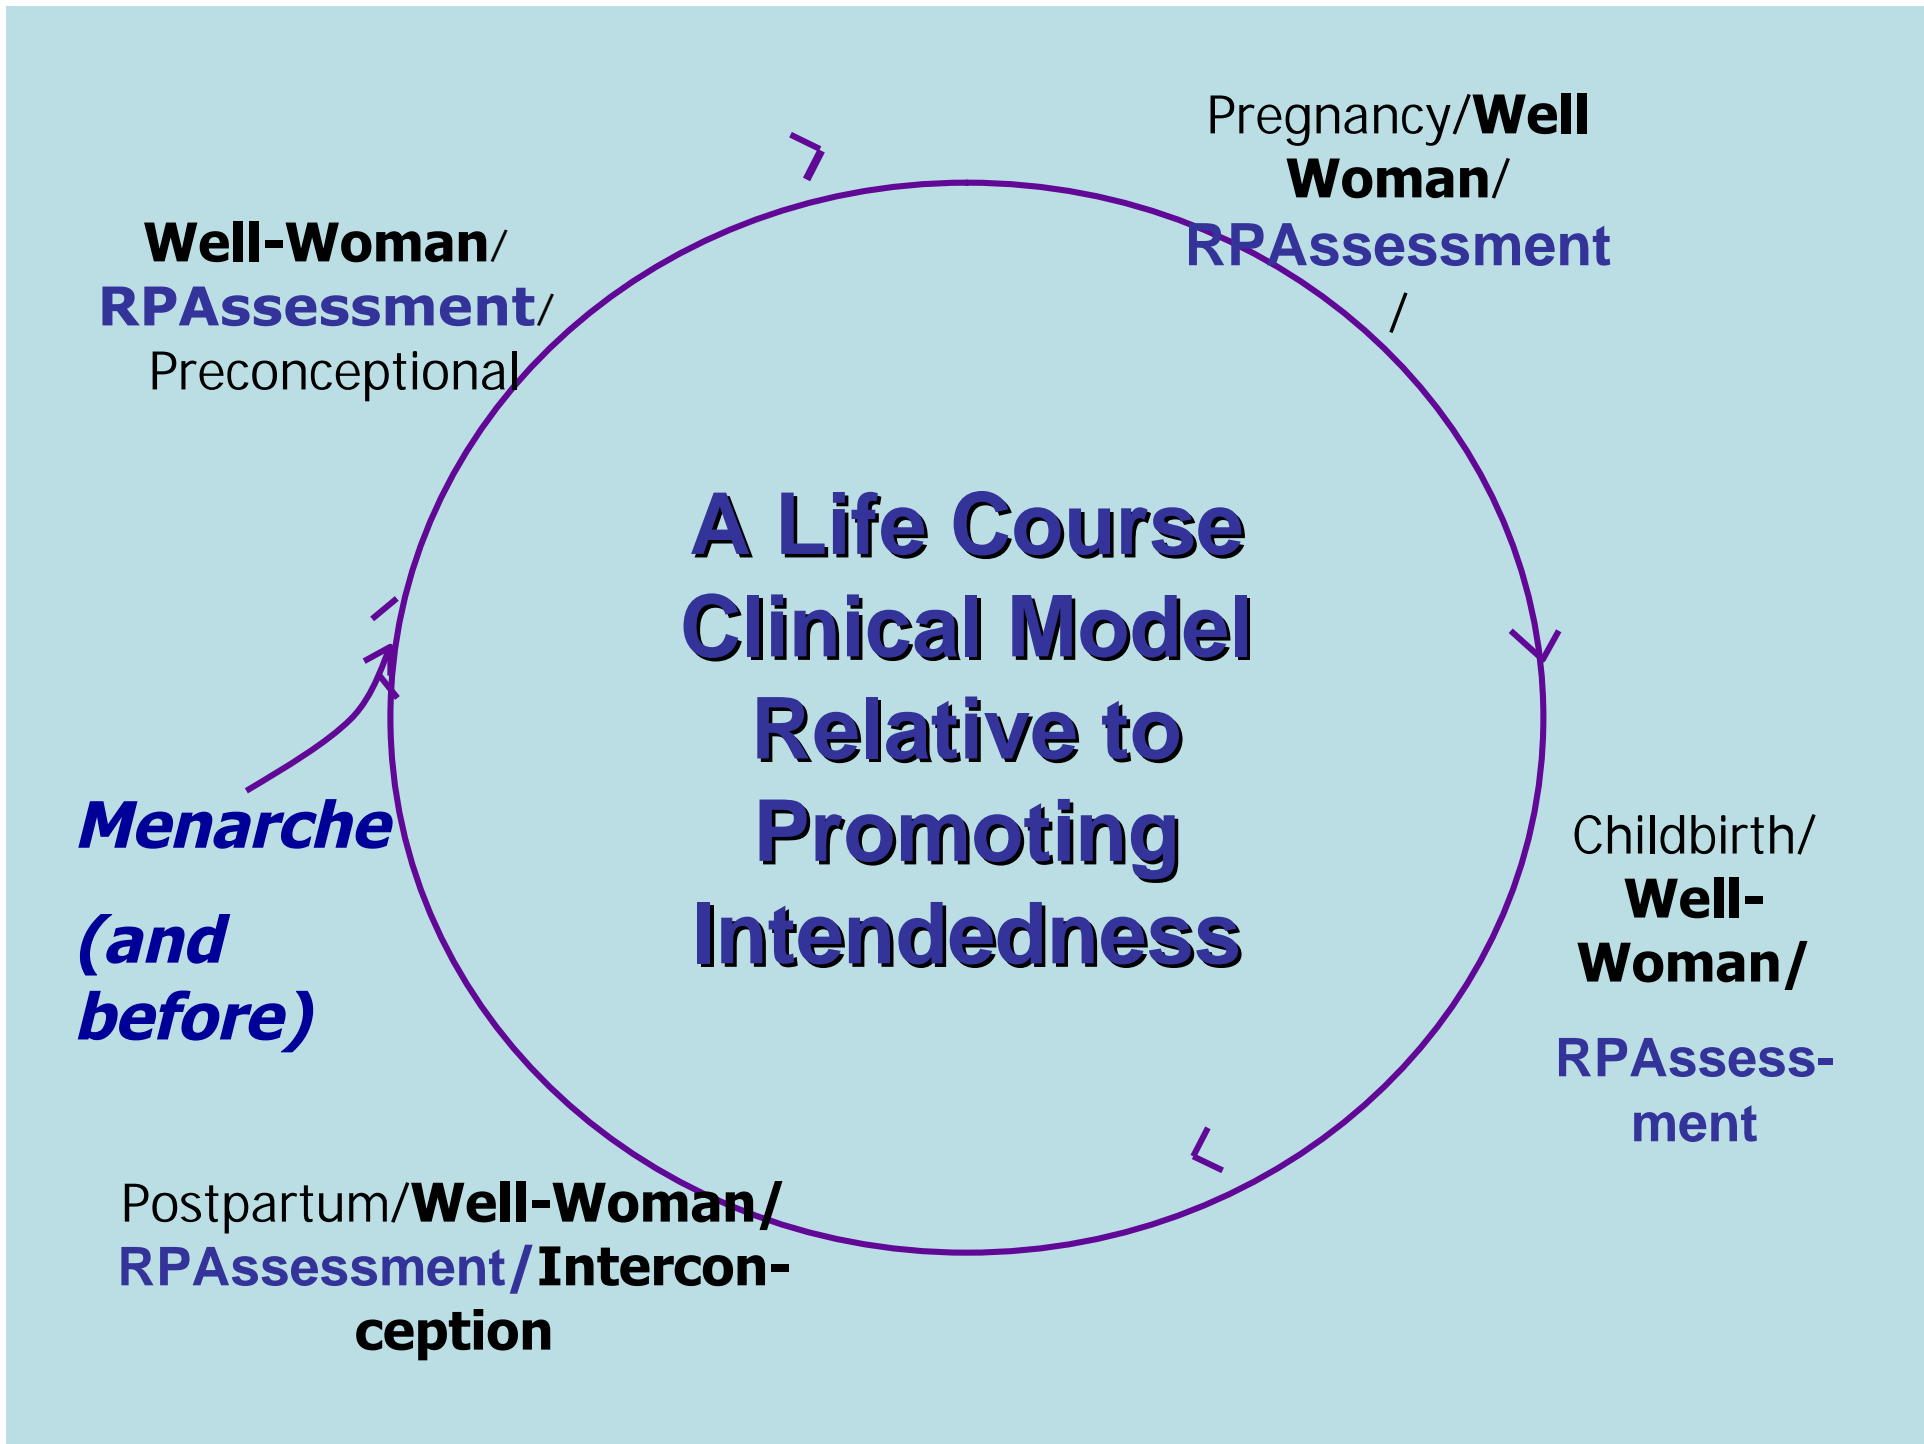 Pregnancy/Well
Woman/
RPAssessment
/
Well-Woman/
RPAssessment/
Preconceptional
A Life Course
Clinical Model
Relative to
Promoting
Intendedness
Menarche
(and
before)
Childbirth/
Well-
Woman/
RPAssess-
ment
Postpartum/Well-Woman/
RPAssessment/Intercon-
ception